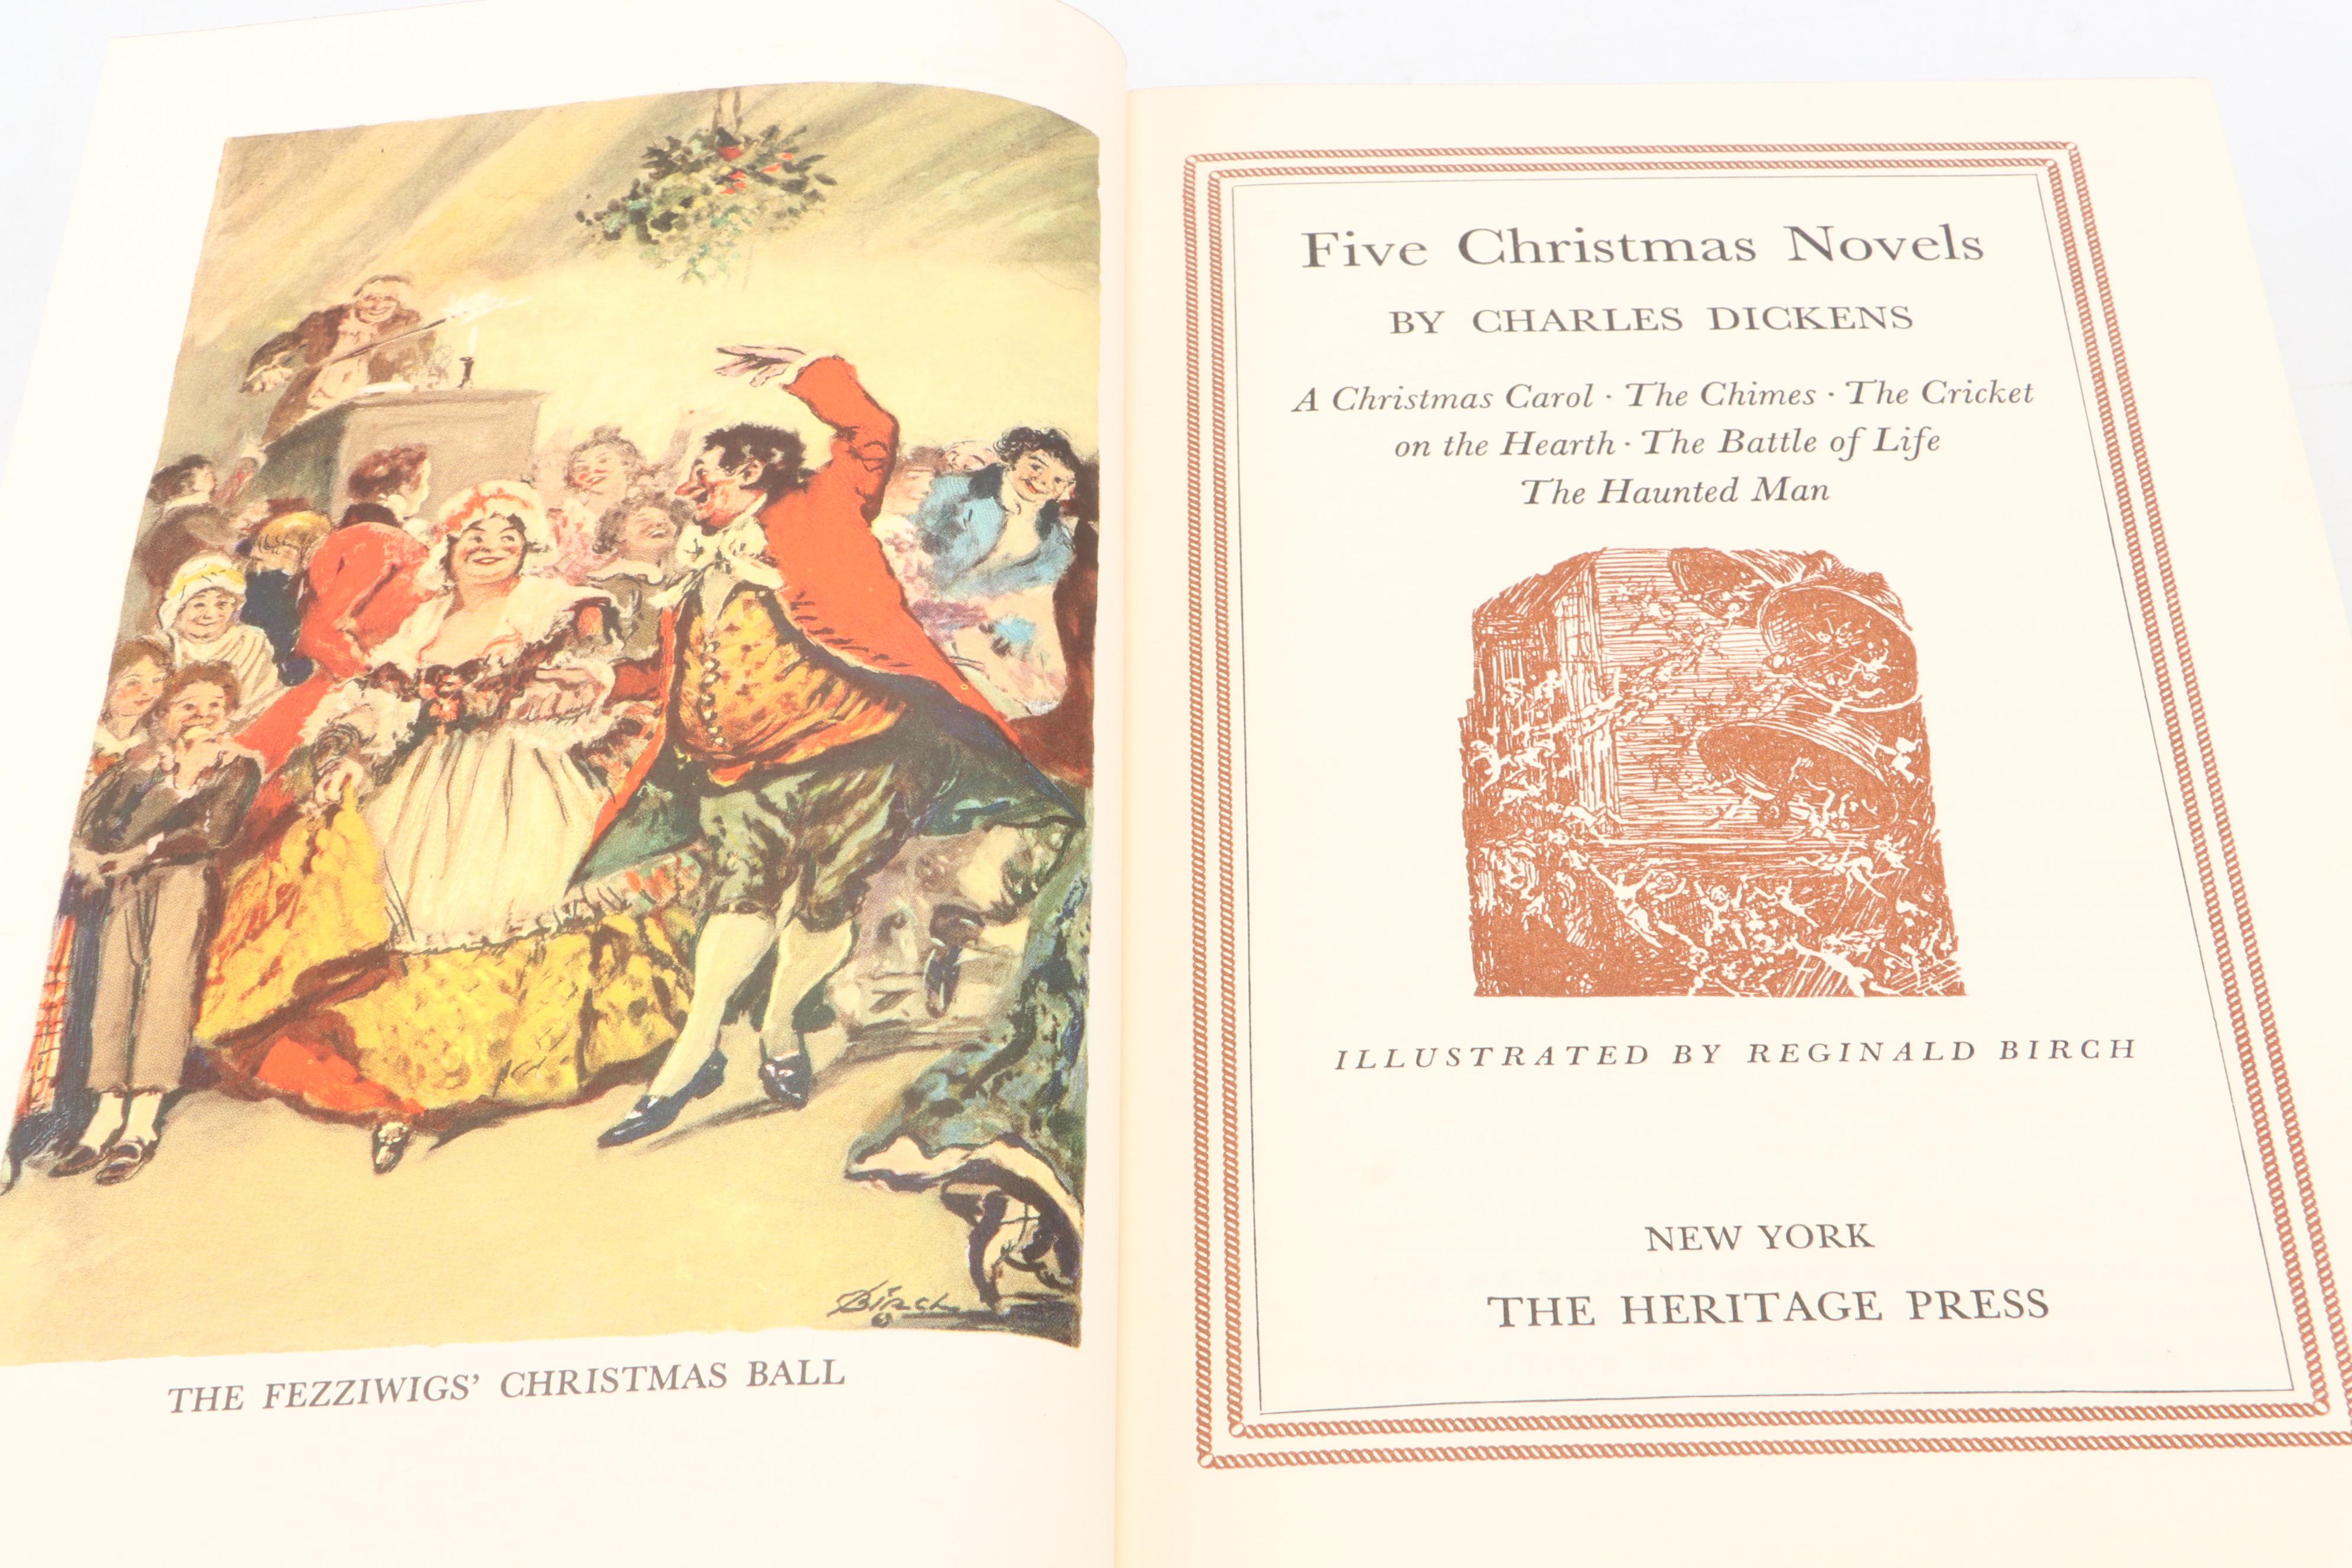 Birch
THE FEZZIWIGS’ CHRISTMAS BALL
Five Christmas Novels
BY CHARLES DICKENS
A Christmas Carol · The Chimes · The Cricket
on the Hearth · The Battle of Life
The Haunted Man
ILLUSTRATED BY REGINALD BIRCH
NEW YORK
THE HERITAGE PRESS